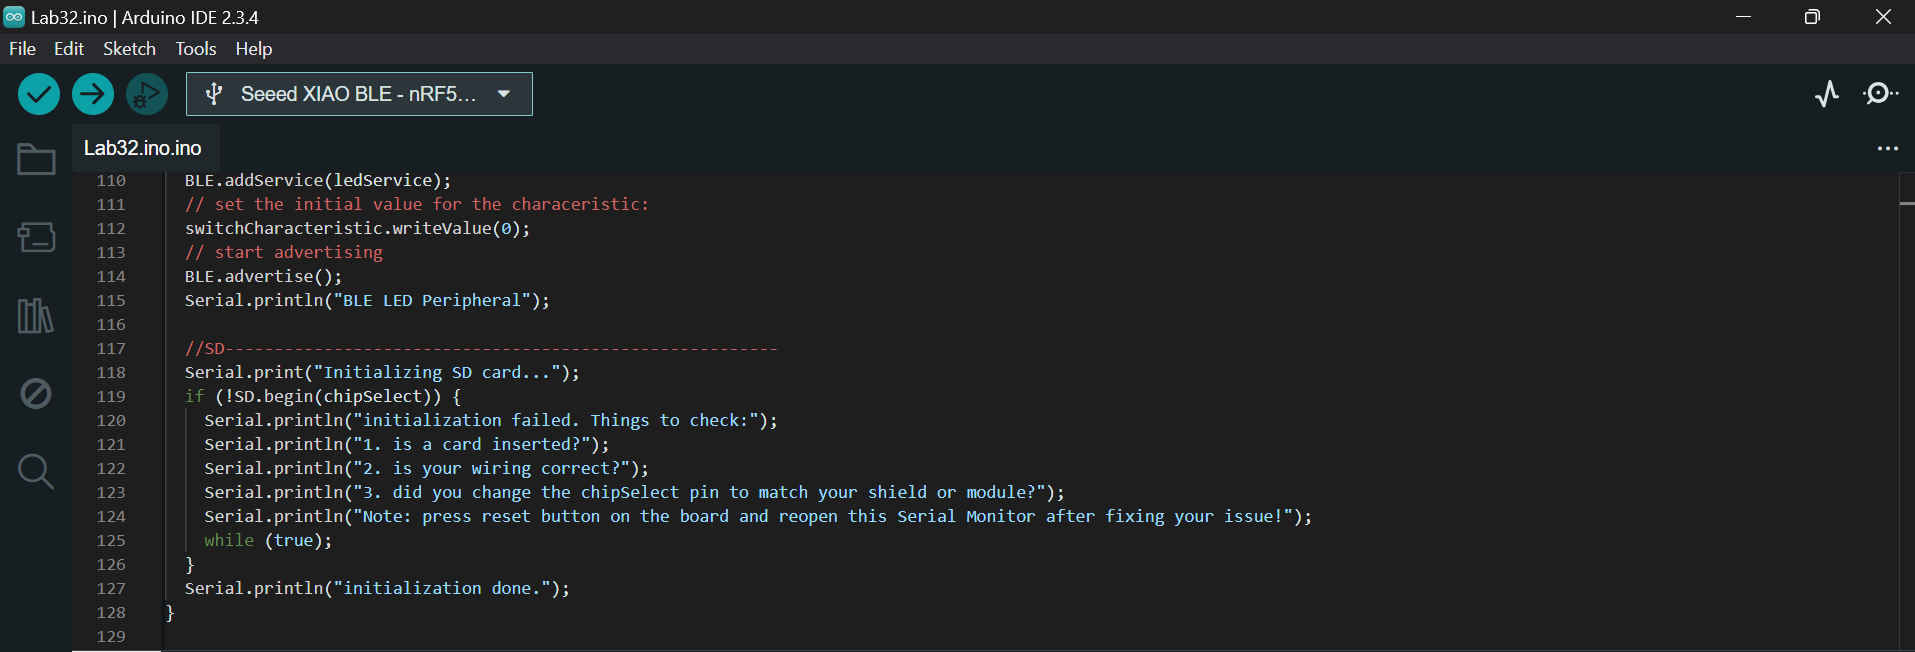 Lab32.ino | Arduino IDE 2.3.4
File Edit Sketch Tools Help
Seeed XIAO BLE - nRF5...
Lab32.ino.ino
110 BLE.addService(ledService);
111 // set the initial value for the characeristic:
112 switchCharacteristic.writeValue(0);
113 // start advertising
114 BLE.advertise();
115 Serial.println("BLE LED Peripheral");
116
117 //SD--------------------------------------------------------
118 Serial.print("Initializing SD card...");
119 if (!SD.begin(chipSelect)) {
120 Serial.println("initialization failed. Things to check:");
121 Serial.println("1. is a card inserted?");
122 Serial.println("2. is your wiring correct?");
123 Serial.println("3. did you change the chipSelect pin to match your shield or module?");
124 Serial.println("Note: press reset button on the board and reopen this Serial Monitor after fixing your issue!");
125 while (true);
126 }
127 Serial.println("initialization done.");
128 }
129